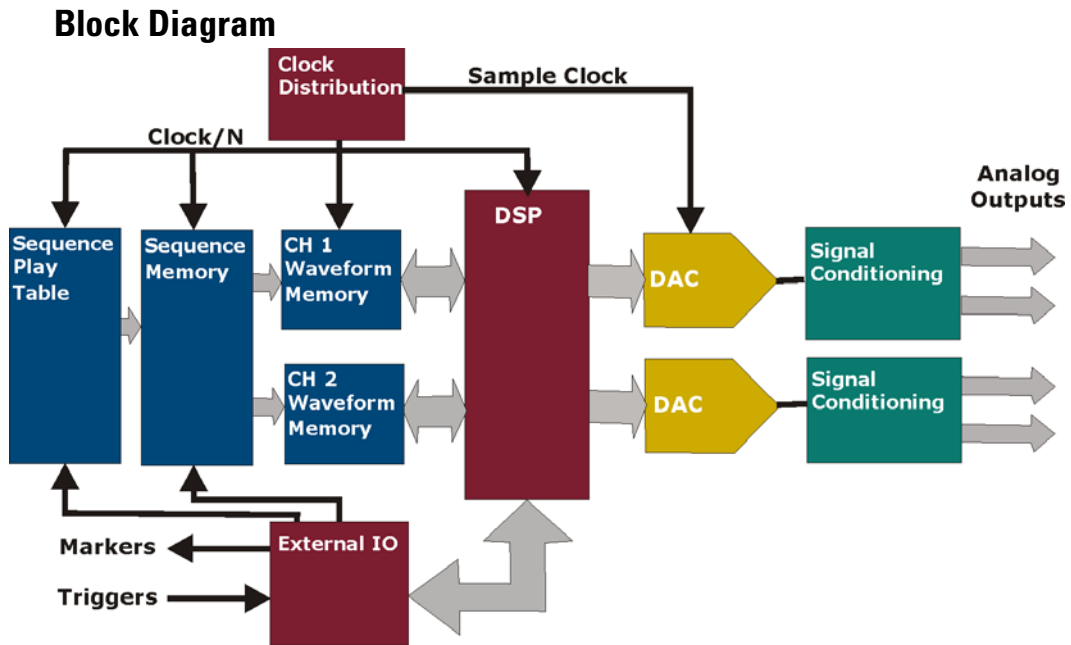 Block Diagram
Clock
Distribution
Sample Clock
Clock/N
Analog
Outputs
Sequence
Play
Table
Sequence
Memory
CH 1
Waveform
Memory
DSP
DAC
Signal
Conditioning
CH 2
Waveform
Memory
DAC
Signal
Conditioning
External IO
Markers
Triggers